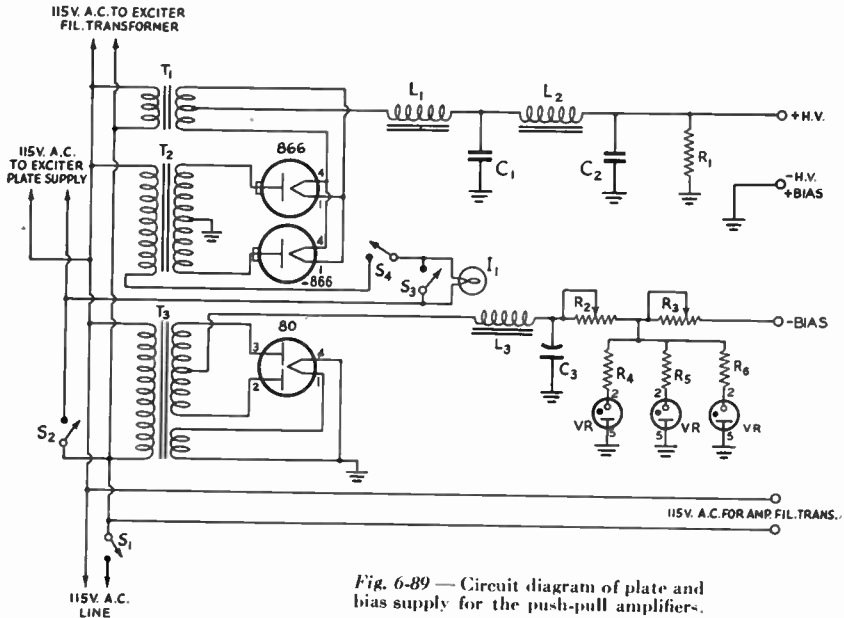 115V. A.C. TO EXCITER
FIL. TRANSFORMER
T1
L1
L2
+H.V.
115V. A.C.
TO EXCITER
PLATE SUPPLY
T2
866
4
1
C1
C2
R1
-H.V.
+BIAS
4
1
-866
S4
S3
I1
T3
80
3
2
4
1
L3
C3
R2
R3
-BIAS
R4
R5
R6
2
2
2
VR
VR
VR
5
5
5
S2
115V. A.C. FOR AMP. FIL. TRANS.
S1
115V. A.C.
LINE
Fig. 6-89 — Circuit diagram of plate and
bias supply for the push-pull amplifiers.